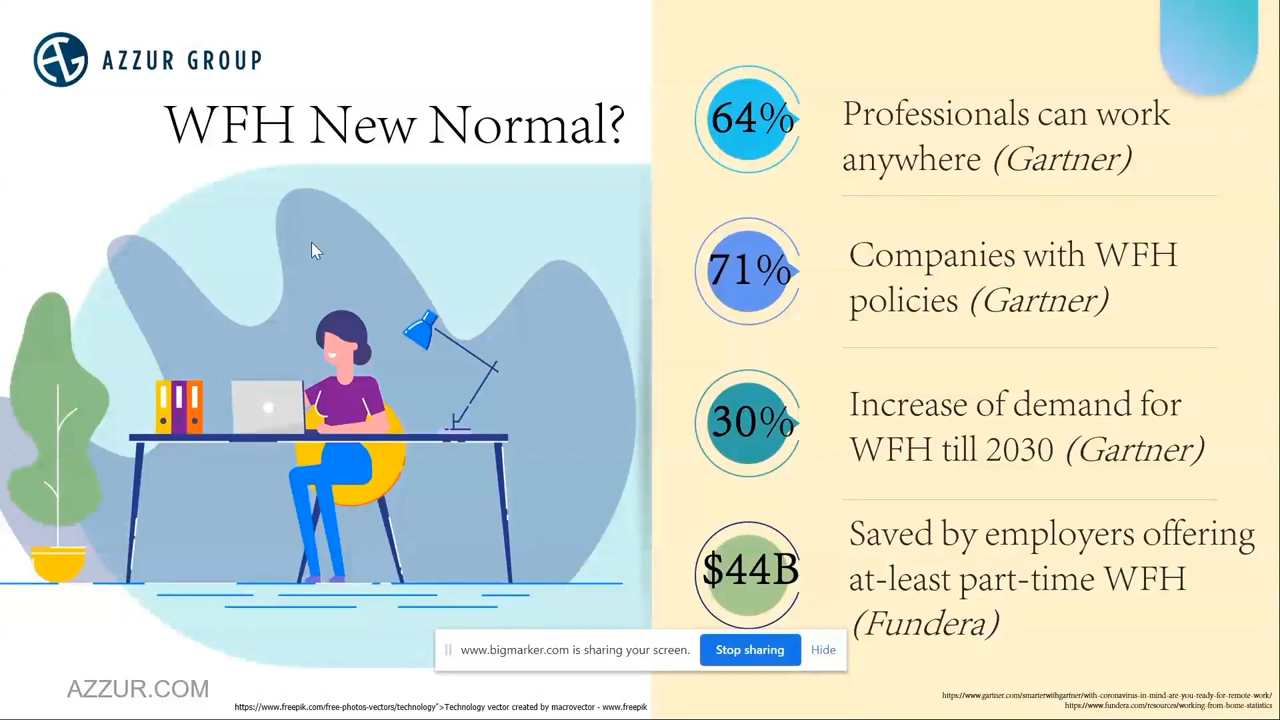 AZZUR GROUP
WFH New Normal?
64%
Professionals can work
anywhere (Gartner)
71%
Companies with WFH
policies (Gartner)
30%
Increase of demand for
WFH till 2030 (Gartner)
$44B
Saved by employers offering
at-least part-time WFH
(Fundera)
www.bigmarker.com is sharing your screen.
Stop sharing
Hide
AZZUR.COM
https://www.freepik.com/free-photos-vectors/technology">Technology vector created by macrovector - www.freepik
https://www.gartner.com/smarterwithgartner/with-coronavirus-in-mind-are-you-ready-for-remote-work/
https://www.fundera.com/resources/working-from-home-statistics